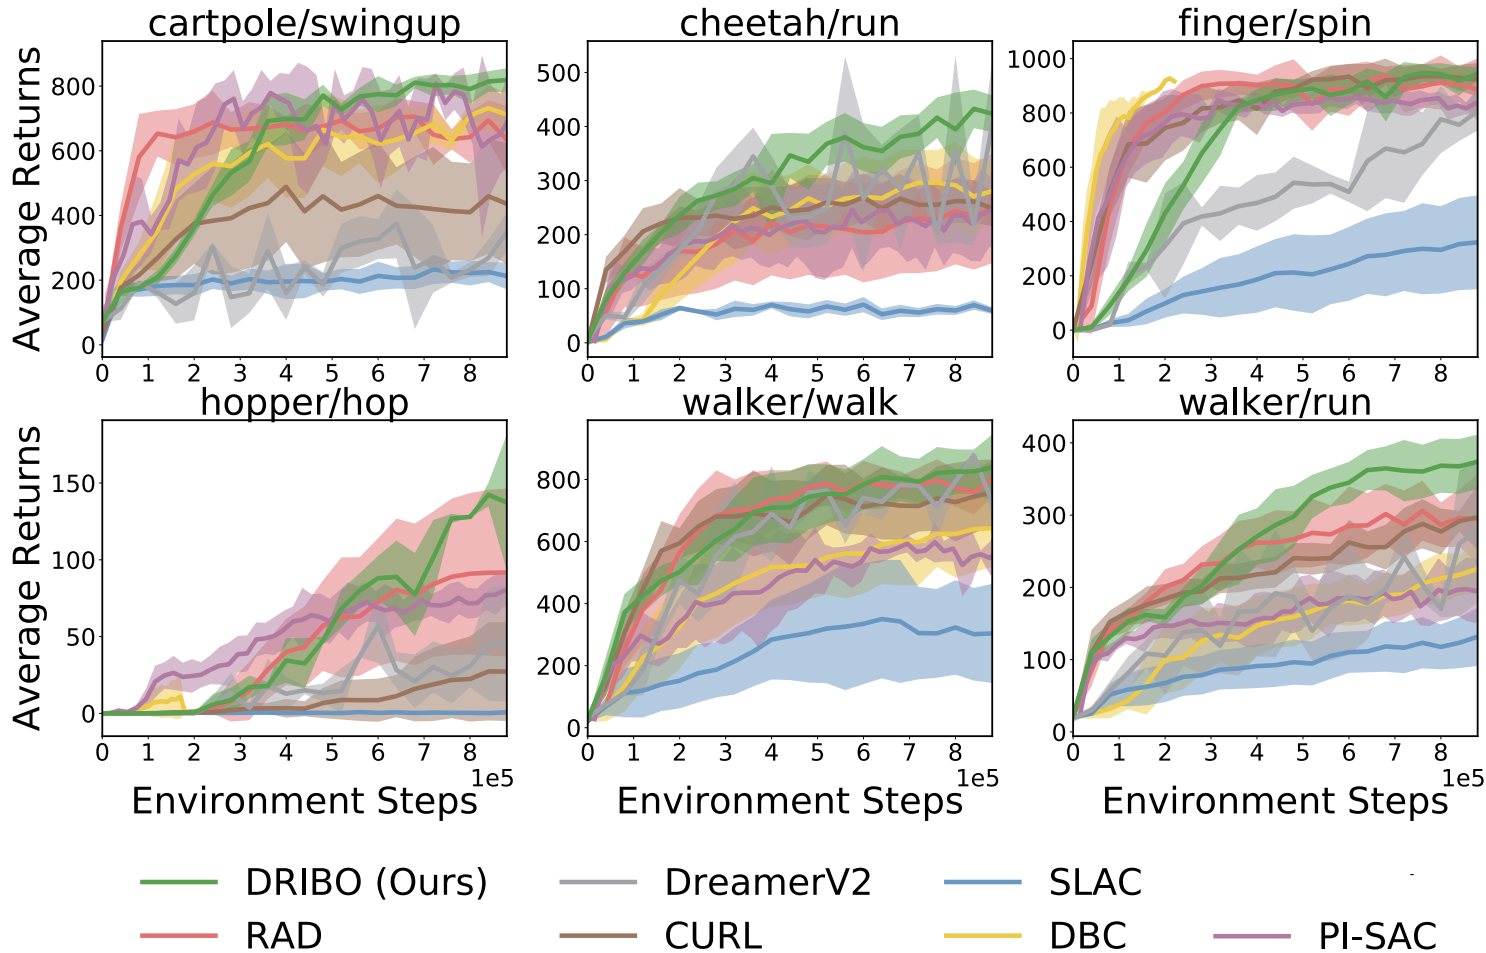 cartpole/swingup cheetah/run finger/spin
Average Returns
800
600
400
200
0
0 1 2 3 4 5 6 7 8
500
400
300
200
100
0
0 1 2 3 4 5 6 7 8
1000
800
600
400
200
0
0 1 2 3 4 5 6 7 8
hopper/hop walker/walk walker/run
Average Returns
150
100
50
0
0 1 2 3 4 5 6 7 8
1e5
Environment Steps
800
600
400
200
0
0 1 2 3 4 5 6 7 8
1e5
Environment Steps
400
300
200
100
0
0 1 2 3 4 5 6 7 8
1e5
Environment Steps
DRIBO (Ours) DreamerV2 SLAC
RAD CURL DBC PI-SAC